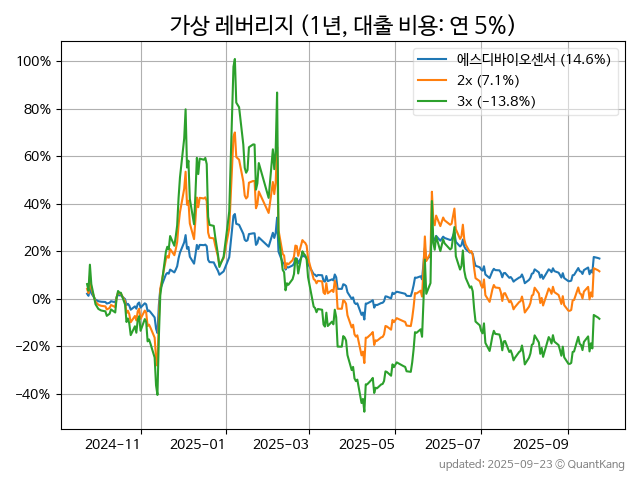 가상 레버리지 (1년, 대출 비용: 연 5%)
에스디바이오센서 (14.6%)
2x (7.1%)
3x (−13.8%)
100%
80%
60%
40%
20%
0%
−20%
−40%
2024-11
2025-01
2025-03
2025-05
2025-07
2025-09
updated: 2025-09-23 © QuantKang